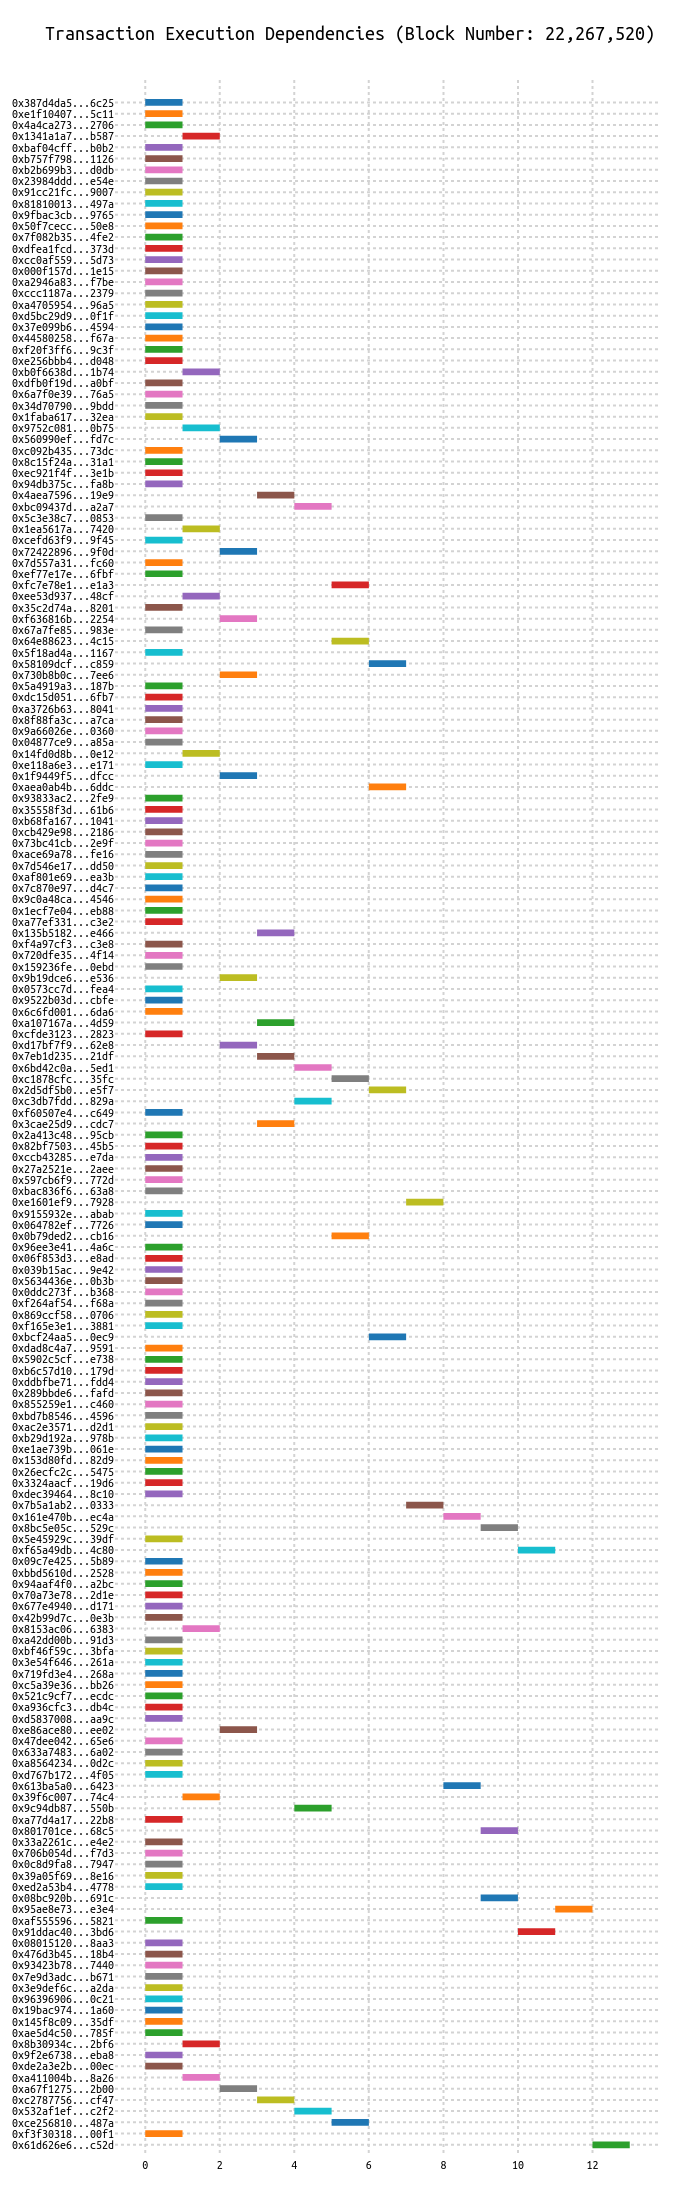 Transaction Execution Dependencies (Block Number: 22,267,520)
0x387d4da5...6c25
0xe1f10407...5c11
0x4a4ca273...2706
0x1341a1a7...b587
0xbaf04cff...b0b2
0xb757f798...1126
0xb2b699b3...d0db
0x23984ddd...e54e
0x91cc21fc...9007
0x81810013...497a
0x9fbac3cb...9765
0x50f7cecc...50e8
0x7f082b35...4fe2
0xdfea1fcd...373d
0xcc0af559...5d73
0x000f157d...1e15
0xa2946a83...f7be
0xccc1187a...2379
0xa4705954...96a5
0xd5bc29d9...0f1f
0x37e099b6...4594
0x44580258...f67a
0xf20f3ff6...9c3f
0xe256bbb4...d048
0xb0f6638d...1b74
0xdfb0f19d...a0bf
0x6a7f0e39...76a5
0x34d70790...9bdd
0x1faba617...32ea
0x9752c081...0b75
0x560990ef...fd7c
0xc092b435...73dc
0x8c15f24a...31a1
0xec921f4f...3e1b
0x94db375c...fa8b
0x4aea7596...19e9
0xbc09437d...a2a7
0x5c3e38c7...0853
0x1ea5617a...7420
0xcefd63f9...9f45
0x72422896...9f0d
0x7d557a31...fc60
0xef77e17e...6fbf
0xfc7e78e1...e1a3
0xee53d937...48cf
0x35c2d74a...8201
0xf636816b...2254
0x67a7fe85...983e
0x64e88623...4c15
0x5f18ad4a...1167
0x58109dcf...c859
0x730b8b0c...7ee6
0x5a4919a3...187b
0xdc15d051...6fb7
0xa3726b63...8041
0x8f88fa3c...a7ca
0x9a66026e...0360
0x04877ce9...a85a
0x14fd0d8b...0e12
0xe118a6e3...e171
0x1f9449f5...dfcc
0xaea0ab4b...6ddc
0x93833ac2...2fe9
0x35558f3d...61b6
0xb68fa167...1041
0xcb429e98...2186
0x73bc41cb...2e9f
0xace69a78...fe16
0x7d546e17...dd50
0xaf801e69...ea3b
0x7c870e97...d4c7
0x9c0a48ca...4546
0x1ecf7e04...eb88
0xa77ef331...c3e2
0x135b5182...e466
0xf4a97cf3...c3e8
0x720dfe35...4f14
0x159236fe...0ebd
0x9b19dce6...e536
0x0573cc7d...fea4
0x9522b03d...cbfe
0x6c6fd001...6da6
0xa107167a...4d59
0xcfde3123...2823
0xd17bf7f9...62e8
0x7eb1d235...21df
0x6bd42c0a...5ed1
0xc1878cfc...35fc
0x2d5df5b0...e5f7
0xc3db7fdd...829a
0xf60507e4...c649
0x3cae25d9...cdc7
0x2a413c48...95cb
0x82bf7503...45b5
0xccb43285...e7da
0x27a2521e...2aee
0x597cb6f9...772d
0xbac836f6...63a8
0xe1601ef9...7928
0x9155932e...abab
0x064782ef...7726
0x0b79ded2...cb16
0x96ee3e41...4a6c
0x06f853d3...e8ad
0x039b15ac...9e42
0x5634436e...0b3b
0x0ddc273f...b368
0xf264af54...f68a
0x869ccf58...0706
0xf165e3e1...3881
0xbcf24aa5...0ec9
0xdad8c4a7...9591
0x5902c5cf...e738
0xb6c57d10...179d
0xddbfbe71...fdd4
0x289bbde6...fafd
0x855259e1...c460
0xbd7b8546...4596
0xac2e3571...d2d1
0xb29d192a...978b
0xe1ae739b...061e
0x153d80fd...82d9
0x26ecfc2c...5475
0x3324aacf...19d6
0xdec39464...8c10
0x7b5a1ab2...0333
0x161e470b...ec4a
0x8bc5e05c...529c
0x5e45929c...39df
0xf65a49db...4c80
0x09c7e425...5b89
0xbbd5610d...2528
0x94aaf4f0...a2bc
0x70a73e78...2d1e
0x677e4940...d171
0x42b99d7c...0e3b
0x8153ac06...6383
0xa42dd00b...91d3
0xbf46f59c...3bfa
0x3e54f646...261a
0x719fd3e4...268a
0xc5a39e36...bb26
0x521c9cf7...ecdc
0xa936cfc3...db4c
0xd5837008...aa9c
0xe86ace80...ee02
0x47dee042...65e6
0x633a7483...6a02
0xa8564234...0d2c
0xd767b172...4f05
0x613ba5a0...6423
0x39f6c007...74c4
0x9c94db87...550b
0xa77d4a17...22b8
0x801701ce...68c5
0x33a2261c...e4e2
0x706b054d...f7d3
0x0c8d9fa8...7947
0x39a05f69...8e16
0xed2a53b4...4778
0x08bc920b...691c
0x95ae8e73...e3e4
0xaf555596...5821
0x91ddac40...3bd6
0x08015120...8aa3
0x476d3b45...18b4
0x93423b78...7440
0x7e9d3adc...b671
0x3e9def6c...a2da
0x96396906...0c21
0x19bac974...1a60
0x145f8c09...35df
0xae5d4c50...785f
0x8b30934c...2bf6
0x9f2e6738...eba8
0xde2a3e2b...00ec
0xa411004b...8a26
0xa67f1275...2b00
0xc2787756...cf47
0x532af1ef...c2f2
0xce256810...487a
0xf3f30318...00f1
0x61d626e6...c52d
0 2 4 6 8 10 12